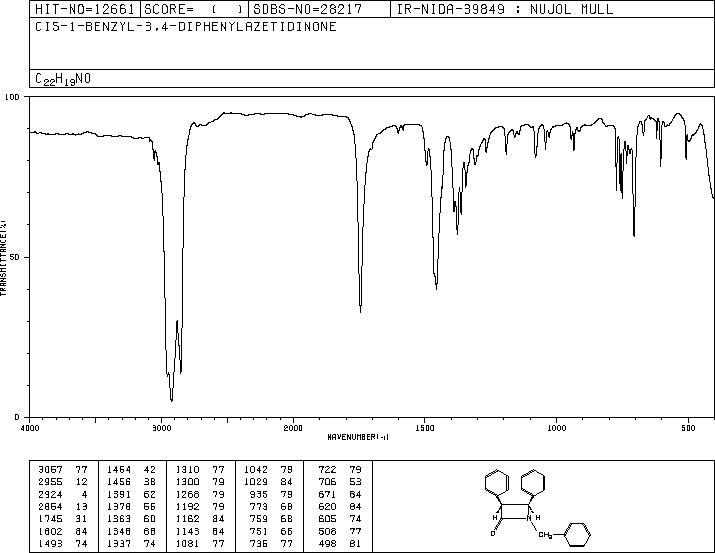 HIT-NO=12661 SCORE= ( ) SDBS-NO=28217 IR-NIDA-39849 : NUJOL MULL
CIS-1-BENZYL-3,4-DIPHENYLAZETIDINONE
C22H19NO
100
50
0
TRANSMITTANCE(%)
4000 3000 2000 1500 1000 500
WAVENUMBER(-1)
3067 77 1464 42 1310 77 1042 79 722 79
2955 12 1456 38 1300 79 1029 84 706 53
2924 4 1391 62 1268 79 935 79 671 84
2854 13 1378 55 1192 79 773 68 620 84
1745 31 1363 60 1162 84 759 68 605 74
1602 84 1348 68 1143 84 751 66 508 77
1493 74 1337 74 1081 77 736 77 498 81
H H
N
O
CH2